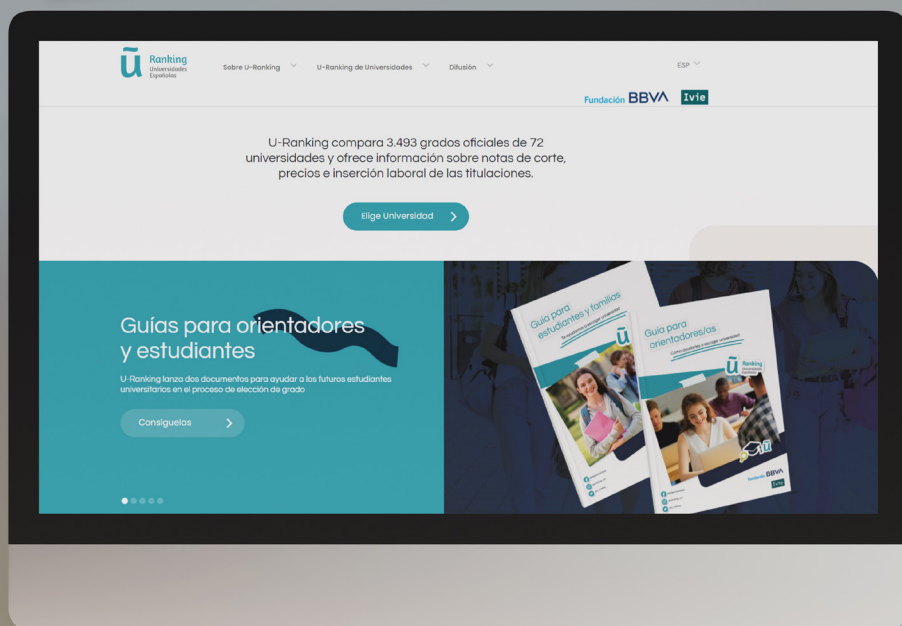 Ranking
Universidades
Españolas
Sobre U-Ranking
U-Ranking de Universidades
Difusión
ESP
Fundación BBVA
Ivie
U-Ranking compara 3.493 grados oficiales de 72
universidades y ofrece información sobre notas de corte,
precios e inserción laboral de las titulaciones.
Elige Universidad
Guías para orientadores
y estudiantes
U-Ranking lanza dos documentos para ayudar a los futuros estudiantes
universitarios en el proceso de elección de grado
Consíguelas
Guía para
estudiantes y familias
Guía para
orientadores/as
Ranking
Universidades
Españolas
Fundación BBVA
Ivie